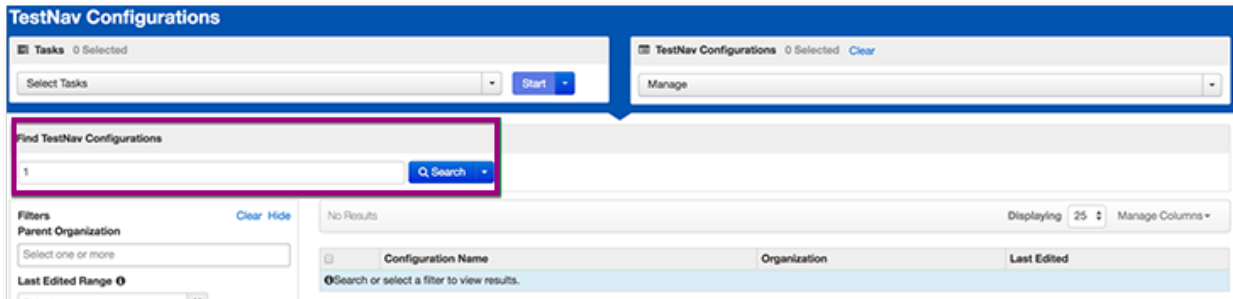 TestNav Configurations
Tasks 0 Selected
TestNav Configurations 0 Selected Clear
Select Tasks
Start
Manage
Find TestNav Configurations
1
Search
Filters
Clear Hide
Parent Organization
Select one or more
Last Edited Range
No Results
Displaying 25
Manage Columns
Configuration Name
Organization
Last Edited
Search or select a filter to view results.